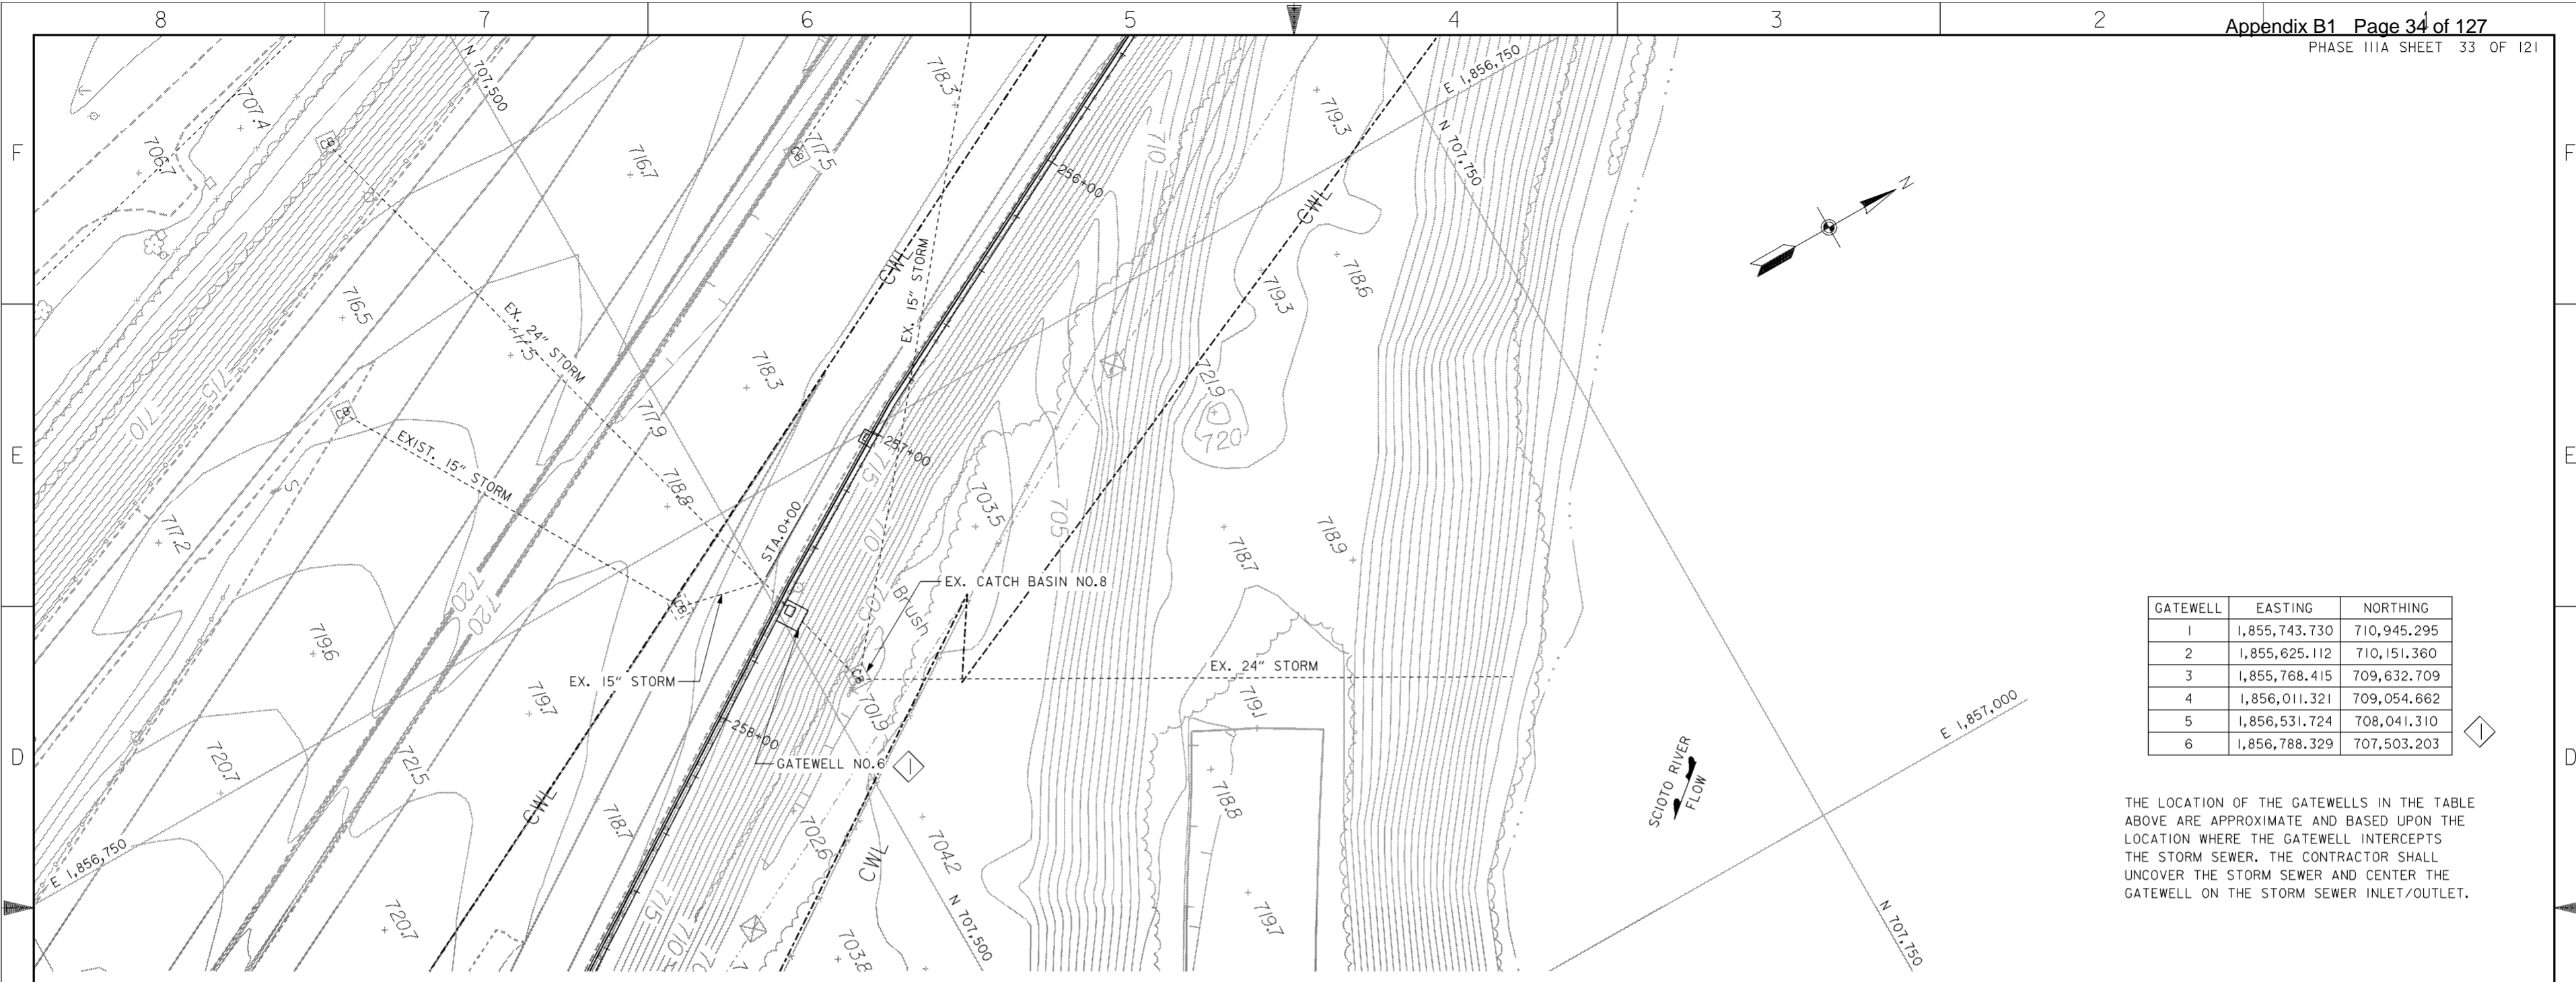 8 7 6 5 4 3 2 1
Appendix B1 Page 34 of 127
PHASE IIIA SHEET 33 OF 121
F
F
E
E
D
D
N 707,500
E 1,856,750
N 707,750
718.3
719.3
707.4
706.7
716.7
717.5
CB
CB
710
256+00
CWL
CWL
EX. 15" STORM
N
716.5
EX. 24" STORM
718.3
719.3
718.6
715
710
717.9
721.9
720
CB
EXIST. 15" STORM
S
718.8
257+00
715
710
705
703.5
705
717.2
STA.0+00
718.7
718.9
720
720
CB
EX. CATCH BASIN NO.8
Brush
719.6
EX. 15" STORM
CB
EX. 24" STORM
719.7
701.9
719.1
258+00
GATEWELL NO.6
1
720.7
721.5
CWL
718.7
702.6
CWL
704.2
718.8
E 1,856,750
720.7
715
710
703.8
N 707,500
719.7
SCIOTO RIVER
FLOW
E 1,857,000
N 707,750
GATEWELL EASTING NORTHING
1 1,855,743.730 710,945.295
2 1,855,625.112 710,151.360
3 1,855,768.415 709,632.709
4 1,856,011.321 709,054.662
5 1,856,531.724 708,041.310
6 1,856,788.329 707,503.203
1
THE LOCATION OF THE GATEWELLS IN THE TABLE
ABOVE ARE APPROXIMATE AND BASED UPON THE
LOCATION WHERE THE GATEWELL INTERCEPTS
THE STORM SEWER. THE CONTRACTOR SHALL
UNCOVER THE STORM SEWER AND CENTER THE
GATEWELL ON THE STORM SEWER INLET/OUTLET.